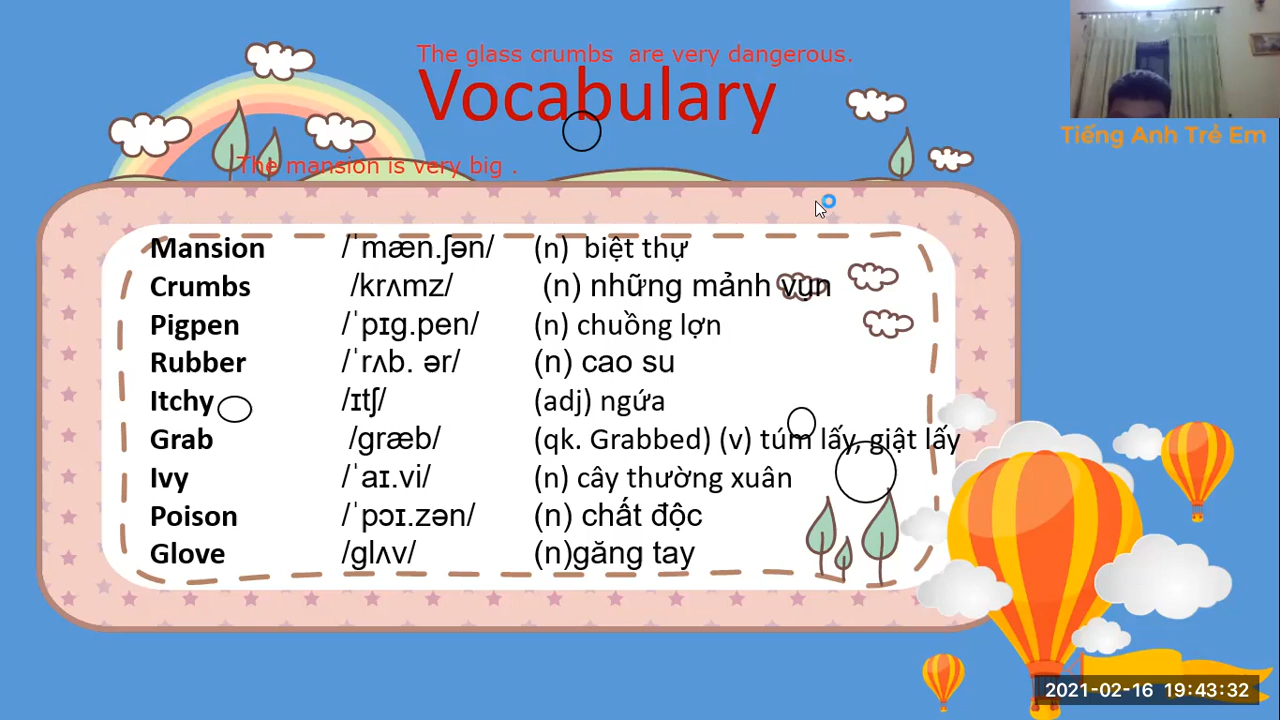 The glass crumbs are very dangerous.
Vocabulary
Tiếng Anh Trẻ Em
The mansion is very big .
Mansion /ˈmæn.ʃən/ (n) biệt thự
Crumbs /krʌmz/ (n) những mảnh vụn
Pigpen /ˈpɪg.pen/ (n) chuồng lợn
Rubber /ˈrʌb. ər/ (n) cao su
Itchy /ɪtʃ/ (adj) ngứa
Grab /græb/ (qk. Grabbed) (v) túm lấy, giật lấy
Ivy /ˈaɪ.vi/ (n) cây thường xuân
Poison /ˈpɔɪ.zən/ (n) chất độc
Glove /glʌv/ (n)găng tay
2021-02-16 19:43:32